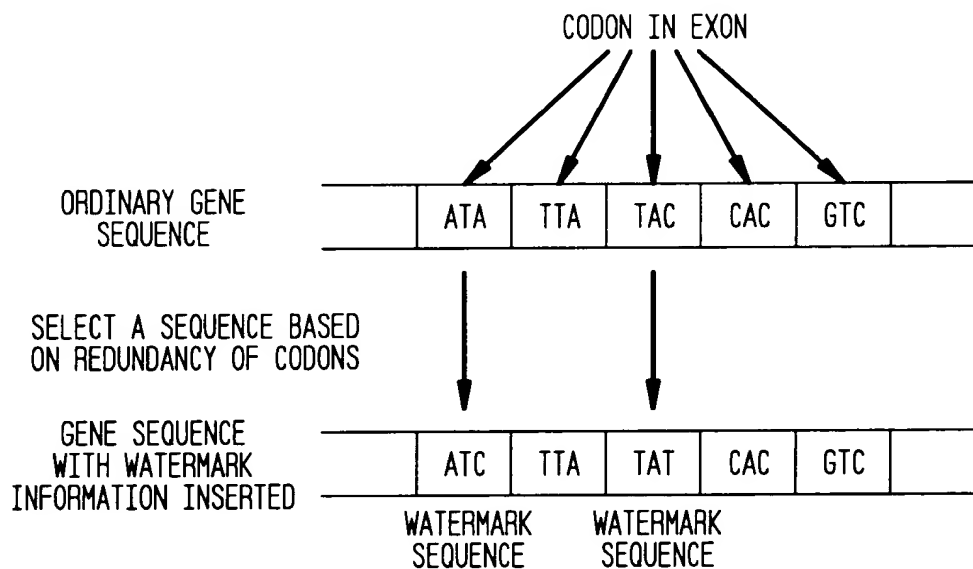 CODON IN EXON
ORDINARY GENE
SEQUENCE
ATA TTA TAC CAC GTC
SELECT A SEQUENCE BASED
ON REDUNDANCY OF CODONS
GENE SEQUENCE
WITH WATERMARK
INFORMATION INSERTED
ATC TTA TAT CAC GTC
WATERMARK
SEQUENCE
WATERMARK
SEQUENCE